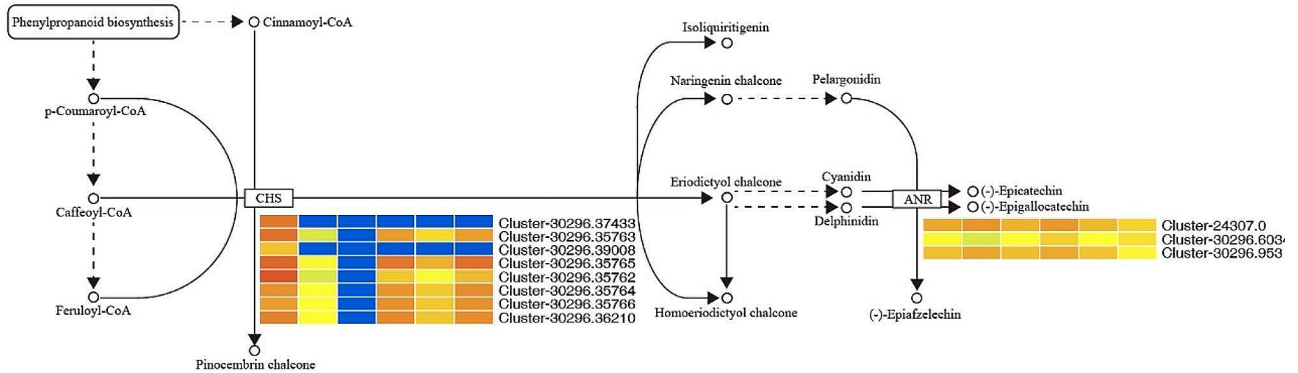 Phenylpropanoid biosynthesis
Cinnamoyl-CoA
Isoliquiritigenin
Naringenin chalcone
Pelargonidin
p-Coumaroyl-CoA
Caffeoyl-CoA
CHS
Eriodictyol chalcone
Cyanidin
Delphinidin
ANR
(-)-Epicatechin
(-)-Epigallocatechin
Cluster-30296.37433
Cluster-30296.35763
Cluster-30296.39008
Cluster-30296.35765
Cluster-30296.35762
Cluster-30296.35764
Cluster-30296.35766
Cluster-30296.36210
Cluster-24307.0
Cluster-30296.603
Cluster-30296.953
Feruloyl-CoA
Homoeriodictyol chalcone
(-)-Epiafzelechin
Pinocembrin chalcone